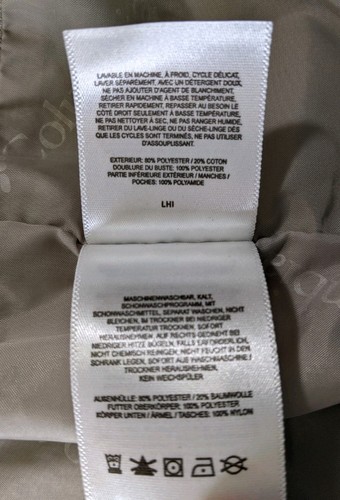 LAVABLE EN MACHINE, À FROID, CYCLE DÉLICAT,
LAVER SÉPARÉMENT, AVEC UN DÉTERGENT DOUX,
NE PAS AJOUTER D'AGENT DE BLANCHIMENT,
SÉCHER EN MACHINE À BASSE TEMPÉRATURE,
RETIRER RAPIDEMENT, REPASSER AU BESOIN LE
CÔTÉ DROIT SEULEMENT À BASSE TEMPÉRATURE,
NE PAS NETTOYER À SEC, NE PAS RANGER HUMIDE,
RETIRER DU LAVE-LINGE OU DU SÈCHE-LINGE DÈS
QUE LES CYCLES SONT TERMINÉS, NE PAS UTILISER
D'ASSOUPLISSANT.
EXTÉRIEUR: 80% POLYESTER / 20% COTON
DOUBLURE DU BUSTE: 100% POLYESTER
PARTIE INFÉRIEURE EXTÉRIEUR / MANCHES /
POCHES: 100% POLYAMIDE
LHI
MASCHINENWASCHBAR, KALT,
SCHONWASCHPROGRAMM, MIT
SCHONWASCHMITTEL, SEPARAT WASCHEN, NICHT
BLEICHEN, IM TROCKNER BEI NIEDRIGER
TEMPERATUR TROCKNEN, SOFORT
HERAUSNEHMEN, AUF RECHTS GEDREHT BEI
NIEDRIGER HITZE BÜGELN, FALLS ERFORDERLICH,
NICHT CHEMISCH REINIGEN, NICHT FEUCHT IN DEN
SCHRANK LEGEN, SOFORT AUS WASCHMASCHINE /
TROCKNER HERAUSNEHMEN,
KEIN WEICHSPÜLER
AUßENHÜLLE: 80% POLYESTER / 20% BAUMWOLLE
FUTTER OBERKÖRPER: 100% POLYESTER
KÖRPER UNTEN / ÄRMEL / TASCHEN: 100% NYLON